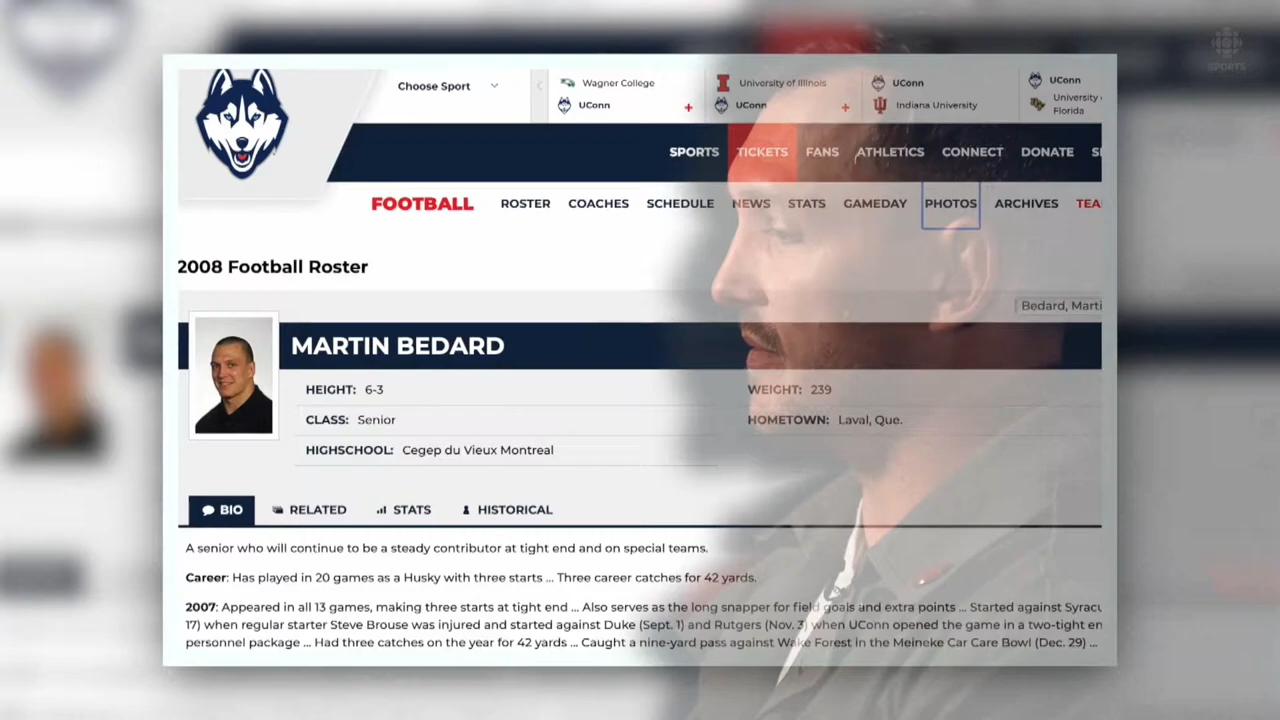 SPORTS
Choose Sport
Wagner College
UConn
University of Illinois
UConn
UConn
Indiana University
UConn
University
Florida
SPORTS TICKETS FANS ATHLETICS CONNECT DONATE
FOOTBALL ROSTER COACHES SCHEDULE NEWS STATS GAMEDAY PHOTOS ARCHIVES
2008 Football Roster
Bedard, Marti
MARTIN BEDARD
HEIGHT: 6-3 WEIGHT: 239
CLASS: Senior HOMETOWN: Laval, Que.
HIGHSCHOOL: Cegep du Vieux Montreal
BIO RELATED STATS HISTORICAL
A senior who will continue to be a steady contributor at tight end and on special teams.
Career: Has played in 20 games as a Husky with three starts ... Three career catches for 42 yards.
2007: Appeared in all 13 games, making three starts at tight end ... Also serves as the long snapper for field goals and extra points ... Started against Syracu
17) when regular starter Steve Brouse was injured and started against Duke (Sept. 1) and Rutgers (Nov. 3) when UConn opened the game in a two-tight en
personnel package ... Had three catches on the year for 42 yards ... Caught a nine-yard pass against Wake Forest in the Meineke Car Care Bowl (Dec. 29) ...